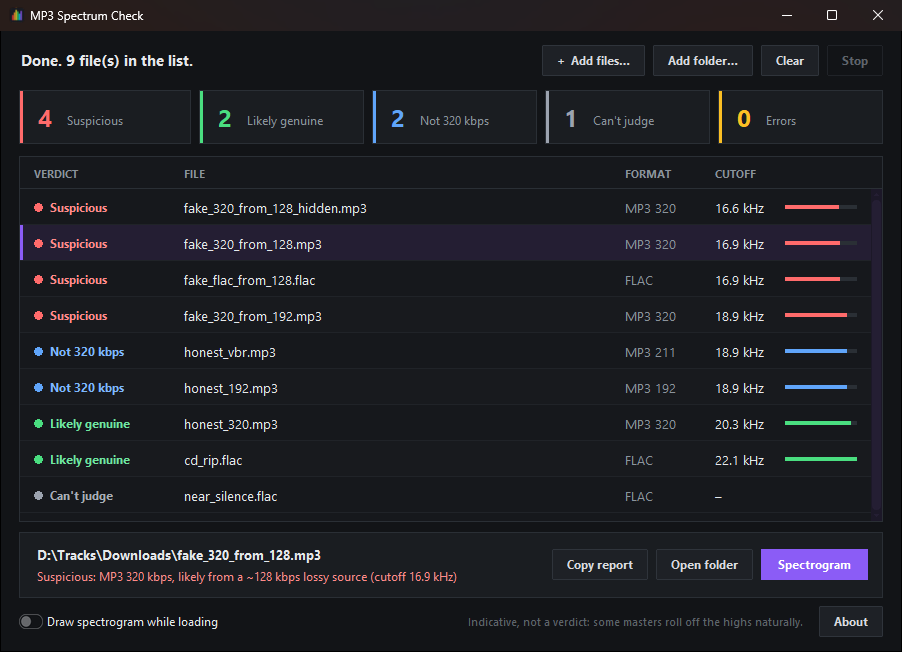 MP3 Spectrum Check
Done. 9 file(s) in the list.
+ Add files...
Add folder...
Clear
Stop
4 Suspicious
2 Likely genuine
2 Not 320 kbps
1 Can't judge
0 Errors
VERDICT FILE FORMAT CUTOFF
Suspicious fake_320_from_128_hidden.mp3 MP3 320 16.6 kHz
Suspicious fake_320_from_128.mp3 MP3 320 16.9 kHz
Suspicious fake_flac_from_128.flac FLAC 16.9 kHz
Suspicious fake_320_from_192.mp3 MP3 320 18.9 kHz
Not 320 kbps honest_vbr.mp3 MP3 211 18.9 kHz
Not 320 kbps honest_192.mp3 MP3 192 18.9 kHz
Likely genuine honest_320.mp3 MP3 320 20.3 kHz
Likely genuine cd_rip.flac FLAC 22.1 kHz
Can't judge near_silence.flac FLAC –
D:\Tracks\Downloads\fake_320_from_128.mp3
Suspicious: MP3 320 kbps, likely from a ~128 kbps lossy source (cutoff 16.9 kHz)
Copy report
Open folder
Spectrogram
Draw spectrogram while loading
Indicative, not a verdict: some masters roll off the highs naturally.
About